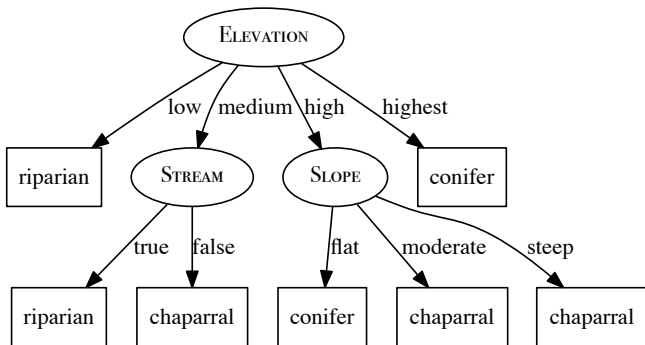 ELEVATION
low medium high highest
riparian STREAM SLOPE conifer
true false flat moderate steep
riparian chaparral conifer chaparral chaparral